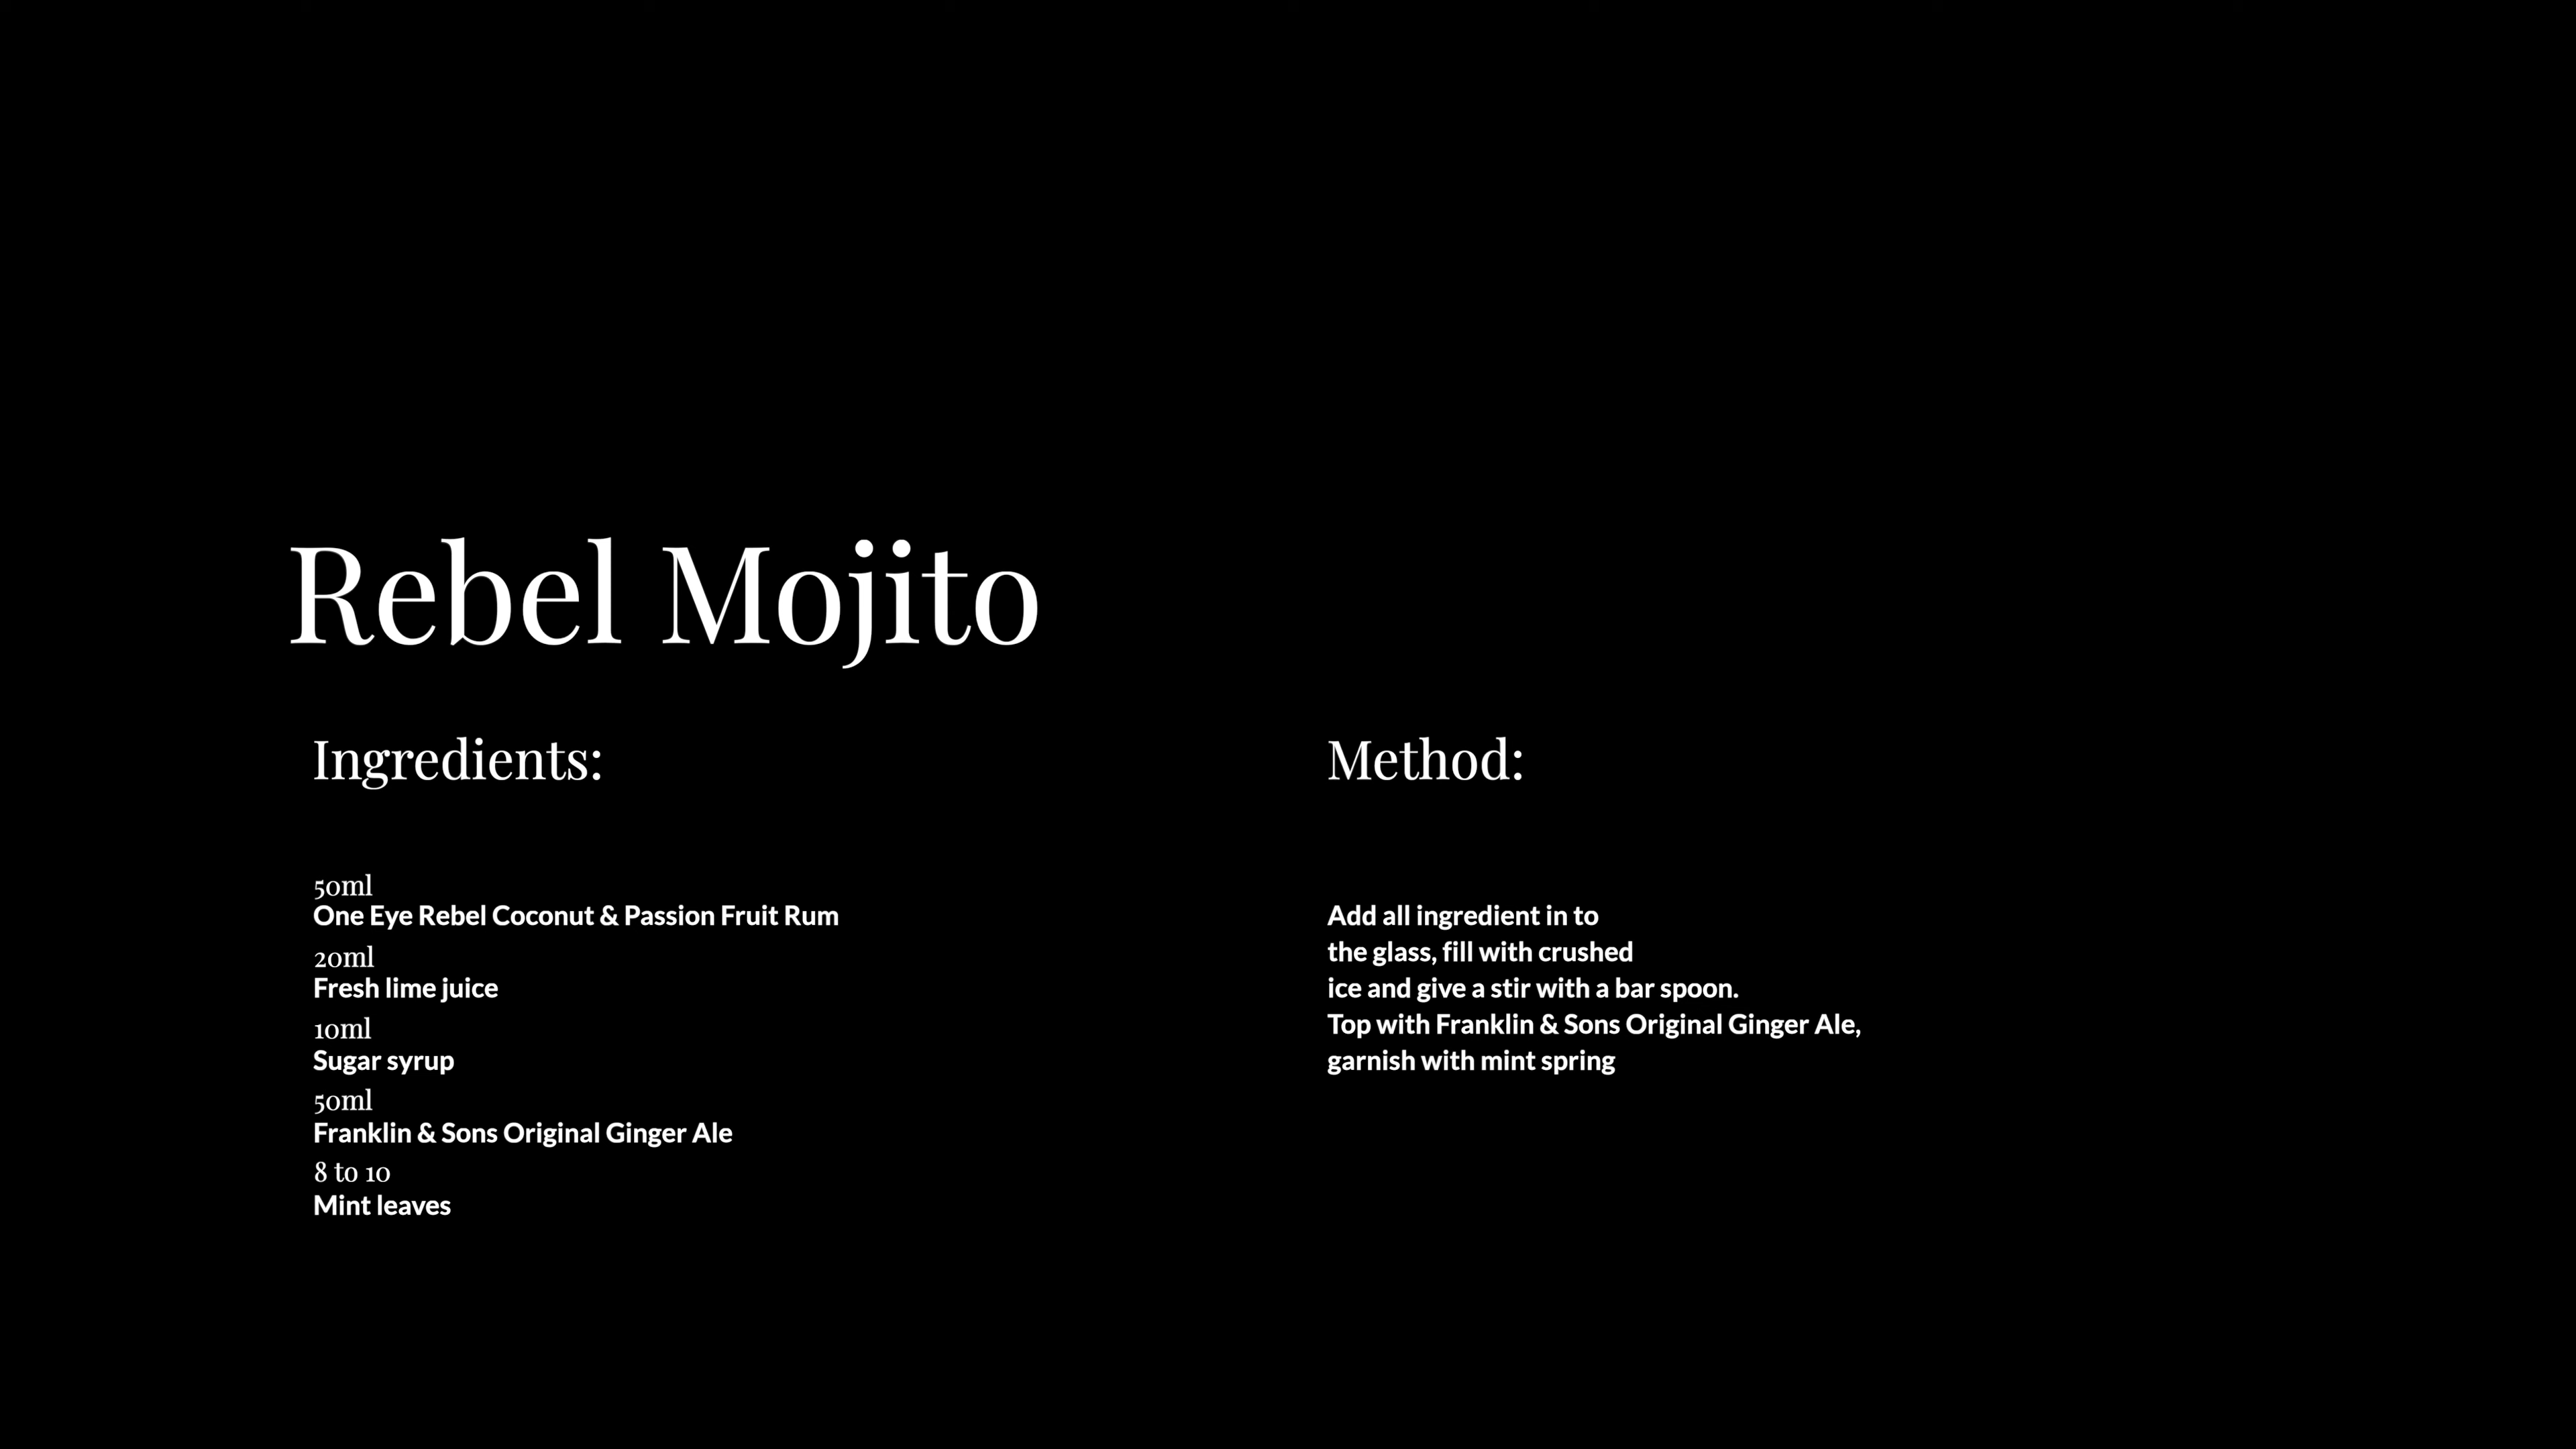 Rebel Mojito
Ingredients:
50ml
One Eye Rebel Coconut & Passion Fruit Rum
20ml
Fresh lime juice
10ml
Sugar syrup
50ml
Franklin & Sons Original Ginger Ale
8 to 10
Mint leaves
Method:
Add all ingredient in to
the glass, fill with crushed
ice and give a stir with a bar spoon.
Top with Franklin & Sons Original Ginger Ale,
garnish with mint spring